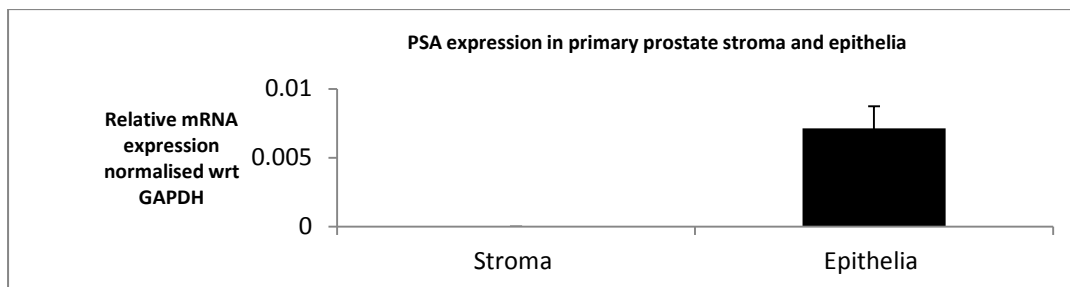 PSA expression in primary prostate stroma and epithelia
Relative mRNA
expression
normalised wrt
GAPDH
0.01
0.005
0
Stroma Epithelia